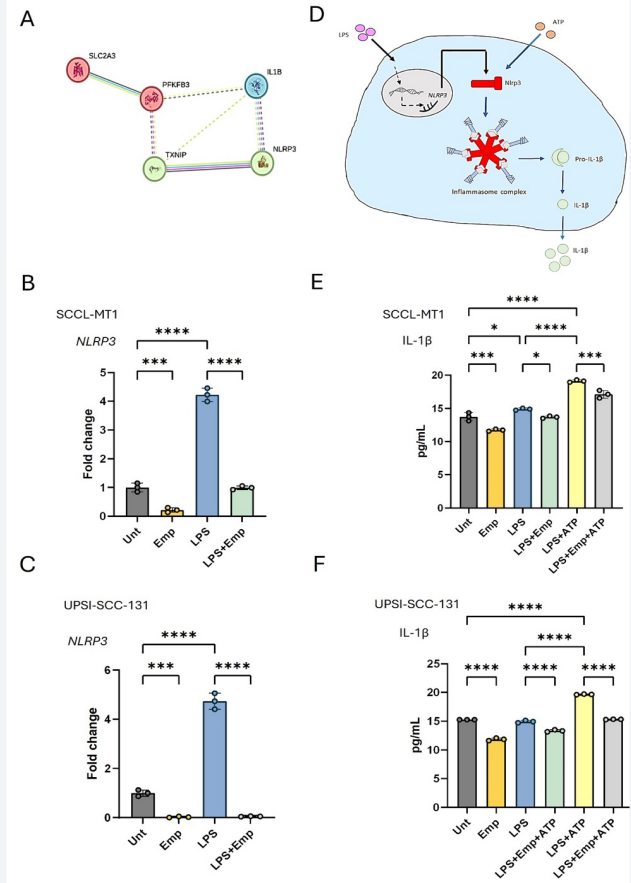 A
SLC2A3
PFKFB3
IL1B
TXNIP
NLRP3
D
LPS
ATP
NLRP3
Nlrp3
Inflammasome complex
Pro-IL-1β
IL-1β
IL-1β
B
SCCL-MT1
NLRP3
****
***
****
Fold change
5
4
3
2
1
0
Unt
Emp
LPS
LPS+Emp
E
SCCL-MT1
IL-1β
****
*
****
***
*
***
pg/mL
20
15
10
5
0
Unt
Emp
LPS
LPS+Emp
LPS+ATP
LPS+Emp+ATP
C
UPSI-SCC-131
NLRP3
****
***
****
Fold change
6
4
2
0
Unt
Emp
LPS
LPS+Emp
F
UPSI-SCC-131
IL-1β
****
****
****
****
****
pg/mL
25
20
15
10
5
0
Unt
Emp
LPS
LPS+Emp+ATP
LPS+ATP
LPS+Emp+ATP